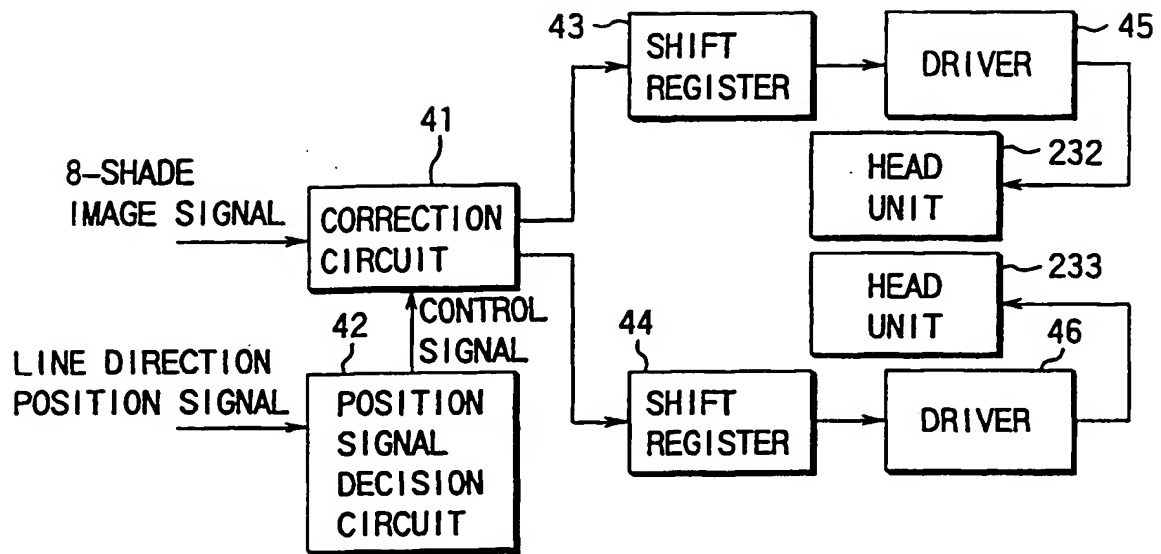 43
SHIFT
REGISTER
45
DRIVER
232
HEAD
UNIT
41
8-SHADE
IMAGE SIGNAL
CORRECTION
CIRCUIT
233
HEAD
UNIT
CONTROL
SIGNAL
42
LINE DIRECTION
POSITION SIGNAL
POSITION
SIGNAL
DECISION
CIRCUIT
44
SHIFT
REGISTER
46
DRIVER